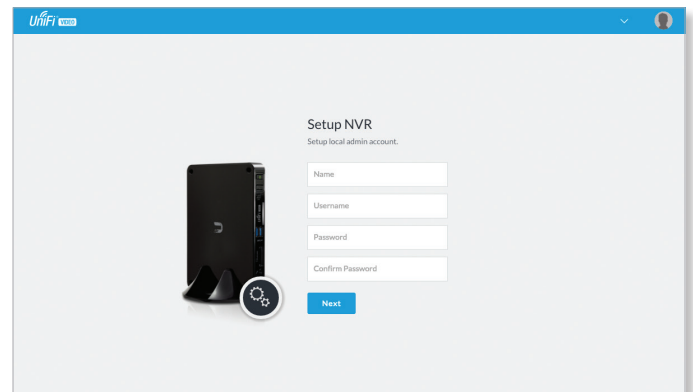 UniFi VIDEO
Setup NVR
Setup local admin account.
Name
Username
Password
Confirm Password
Next